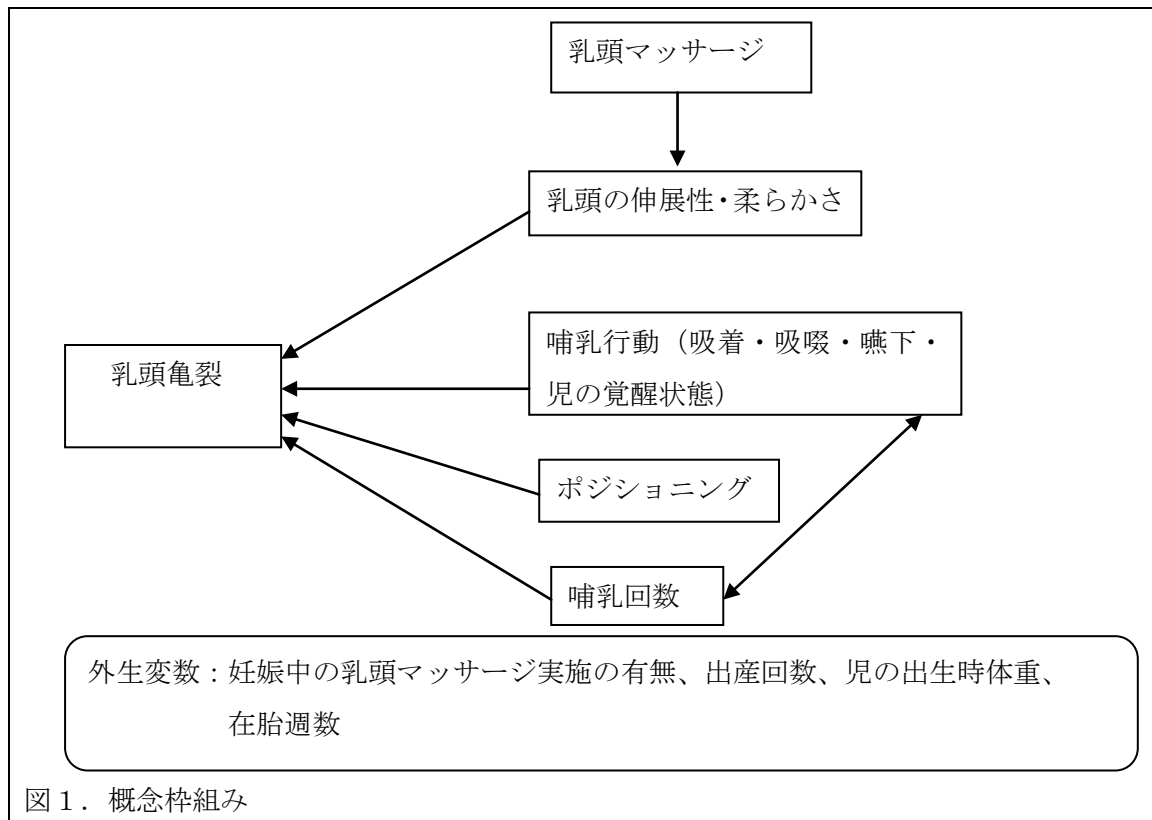 乳頭マッサージ
乳頭の伸展性・柔らかさ
哺乳行動（吸着・吸啜・嚥下・
児の覚醒状態）
乳頭亀裂
ポジショニング
哺乳回数
外生変数：妊娠中の乳頭マッサージ実施の有無、出産回数、児の出生時体重、
在胎週数
図１．概念枠組み